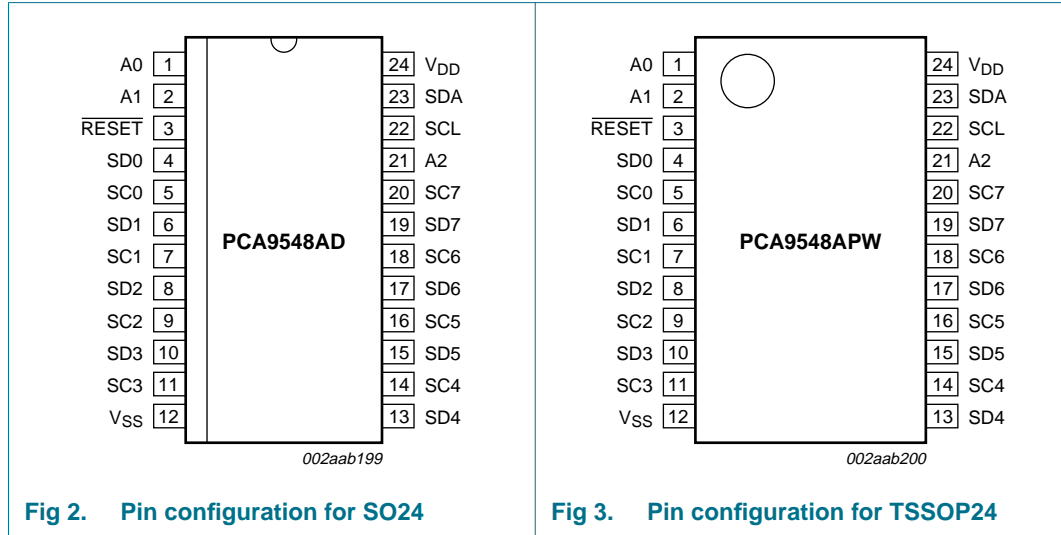 A0 1
A1 2
RESET 3
SD0 4
SC0 5
SD1 6
SC1 7
SD2 8
SC2 9
SD3 10
SC3 11
VSS 12
PCA9548AD
24 VDD
23 SDA
22 SCL
21 A2
20 SC7
19 SD7
18 SC6
17 SD6
16 SC5
15 SD5
14 SC4
13 SD4
002aab199
Fig 2. Pin configuration for SO24
A0 1
A1 2
RESET 3
SD0 4
SC0 5
SD1 6
SC1 7
SD2 8
SC2 9
SD3 10
SC3 11
VSS 12
PCA9548APW
24 VDD
23 SDA
22 SCL
21 A2
20 SC7
19 SD7
18 SC6
17 SD6
16 SC5
15 SD5
14 SC4
13 SD4
002aab200
Fig 3. Pin configuration for TSSOP24